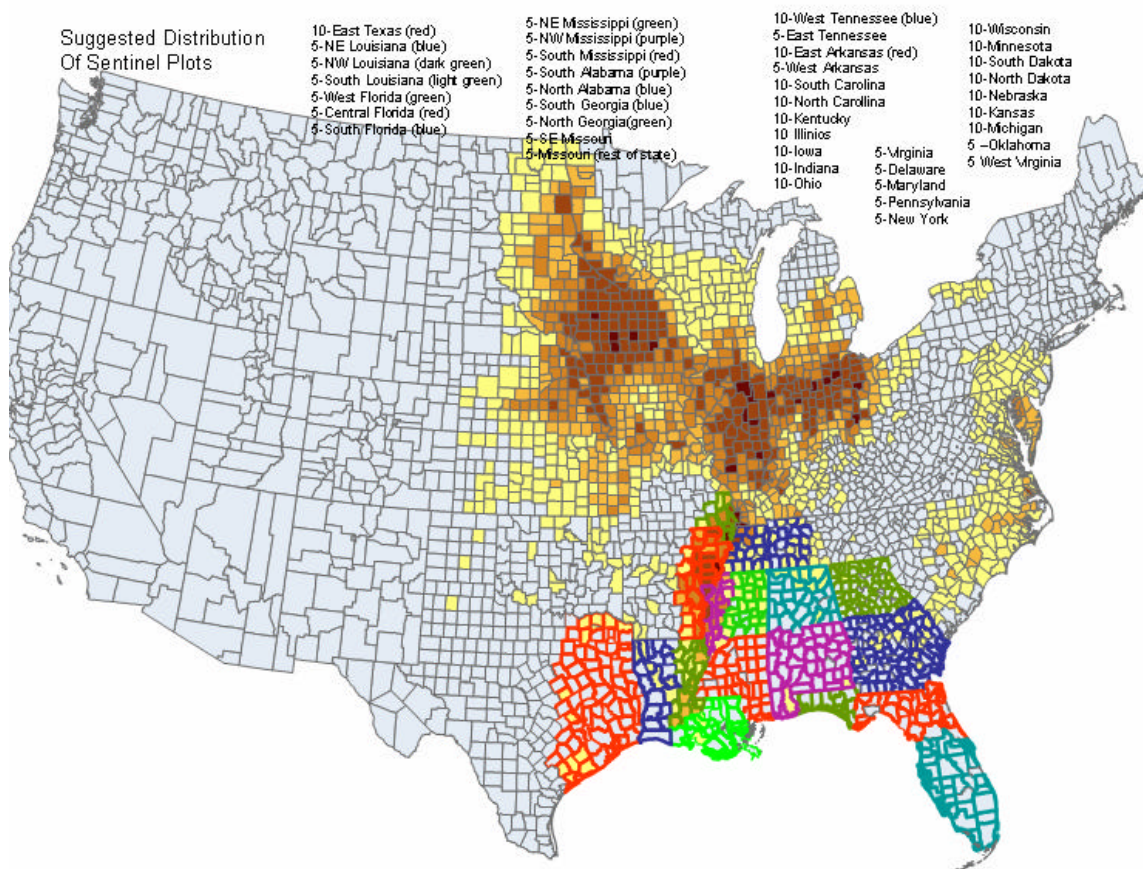 Suggested Distribution
Of Sentinel Plots
10-East Texas (red)
5-NE Louisiana (blue)
5-NW Louisiana (dark green)
5-South Louisiana (light green)
5-West Florida (green)
5-Central Florida (red)
5-South Florida (blue)
5-NE Mississippi (green)
5-NW Mississippi (purple)
5-South Mississippi (red)
5-South Alabama (purple)
5-North Alabama (blue)
5-South Georgia (blue)
5-North Georgia(green)
5-SE Missouri
5-Missouri (rest of state)
10-West Tennessee (blue)
5-East Tennessee
10-East Arkansas (red)
5-West Arkansas
10-South Carolina
10-North Carollina
10-Kentucky
10 Illinios
10-Iowa
10-Indiana
10-Ohio
5-Virginia
5-Delaware
5-Maryland
5-Pennsylvania
5-New York
10-Wisconsin
10-Minnesota
10-South Dakota
10-North Dakota
10-Nebraska
10-Kansas
10-Michigan
5 –Oklahoma
5 West Virginia